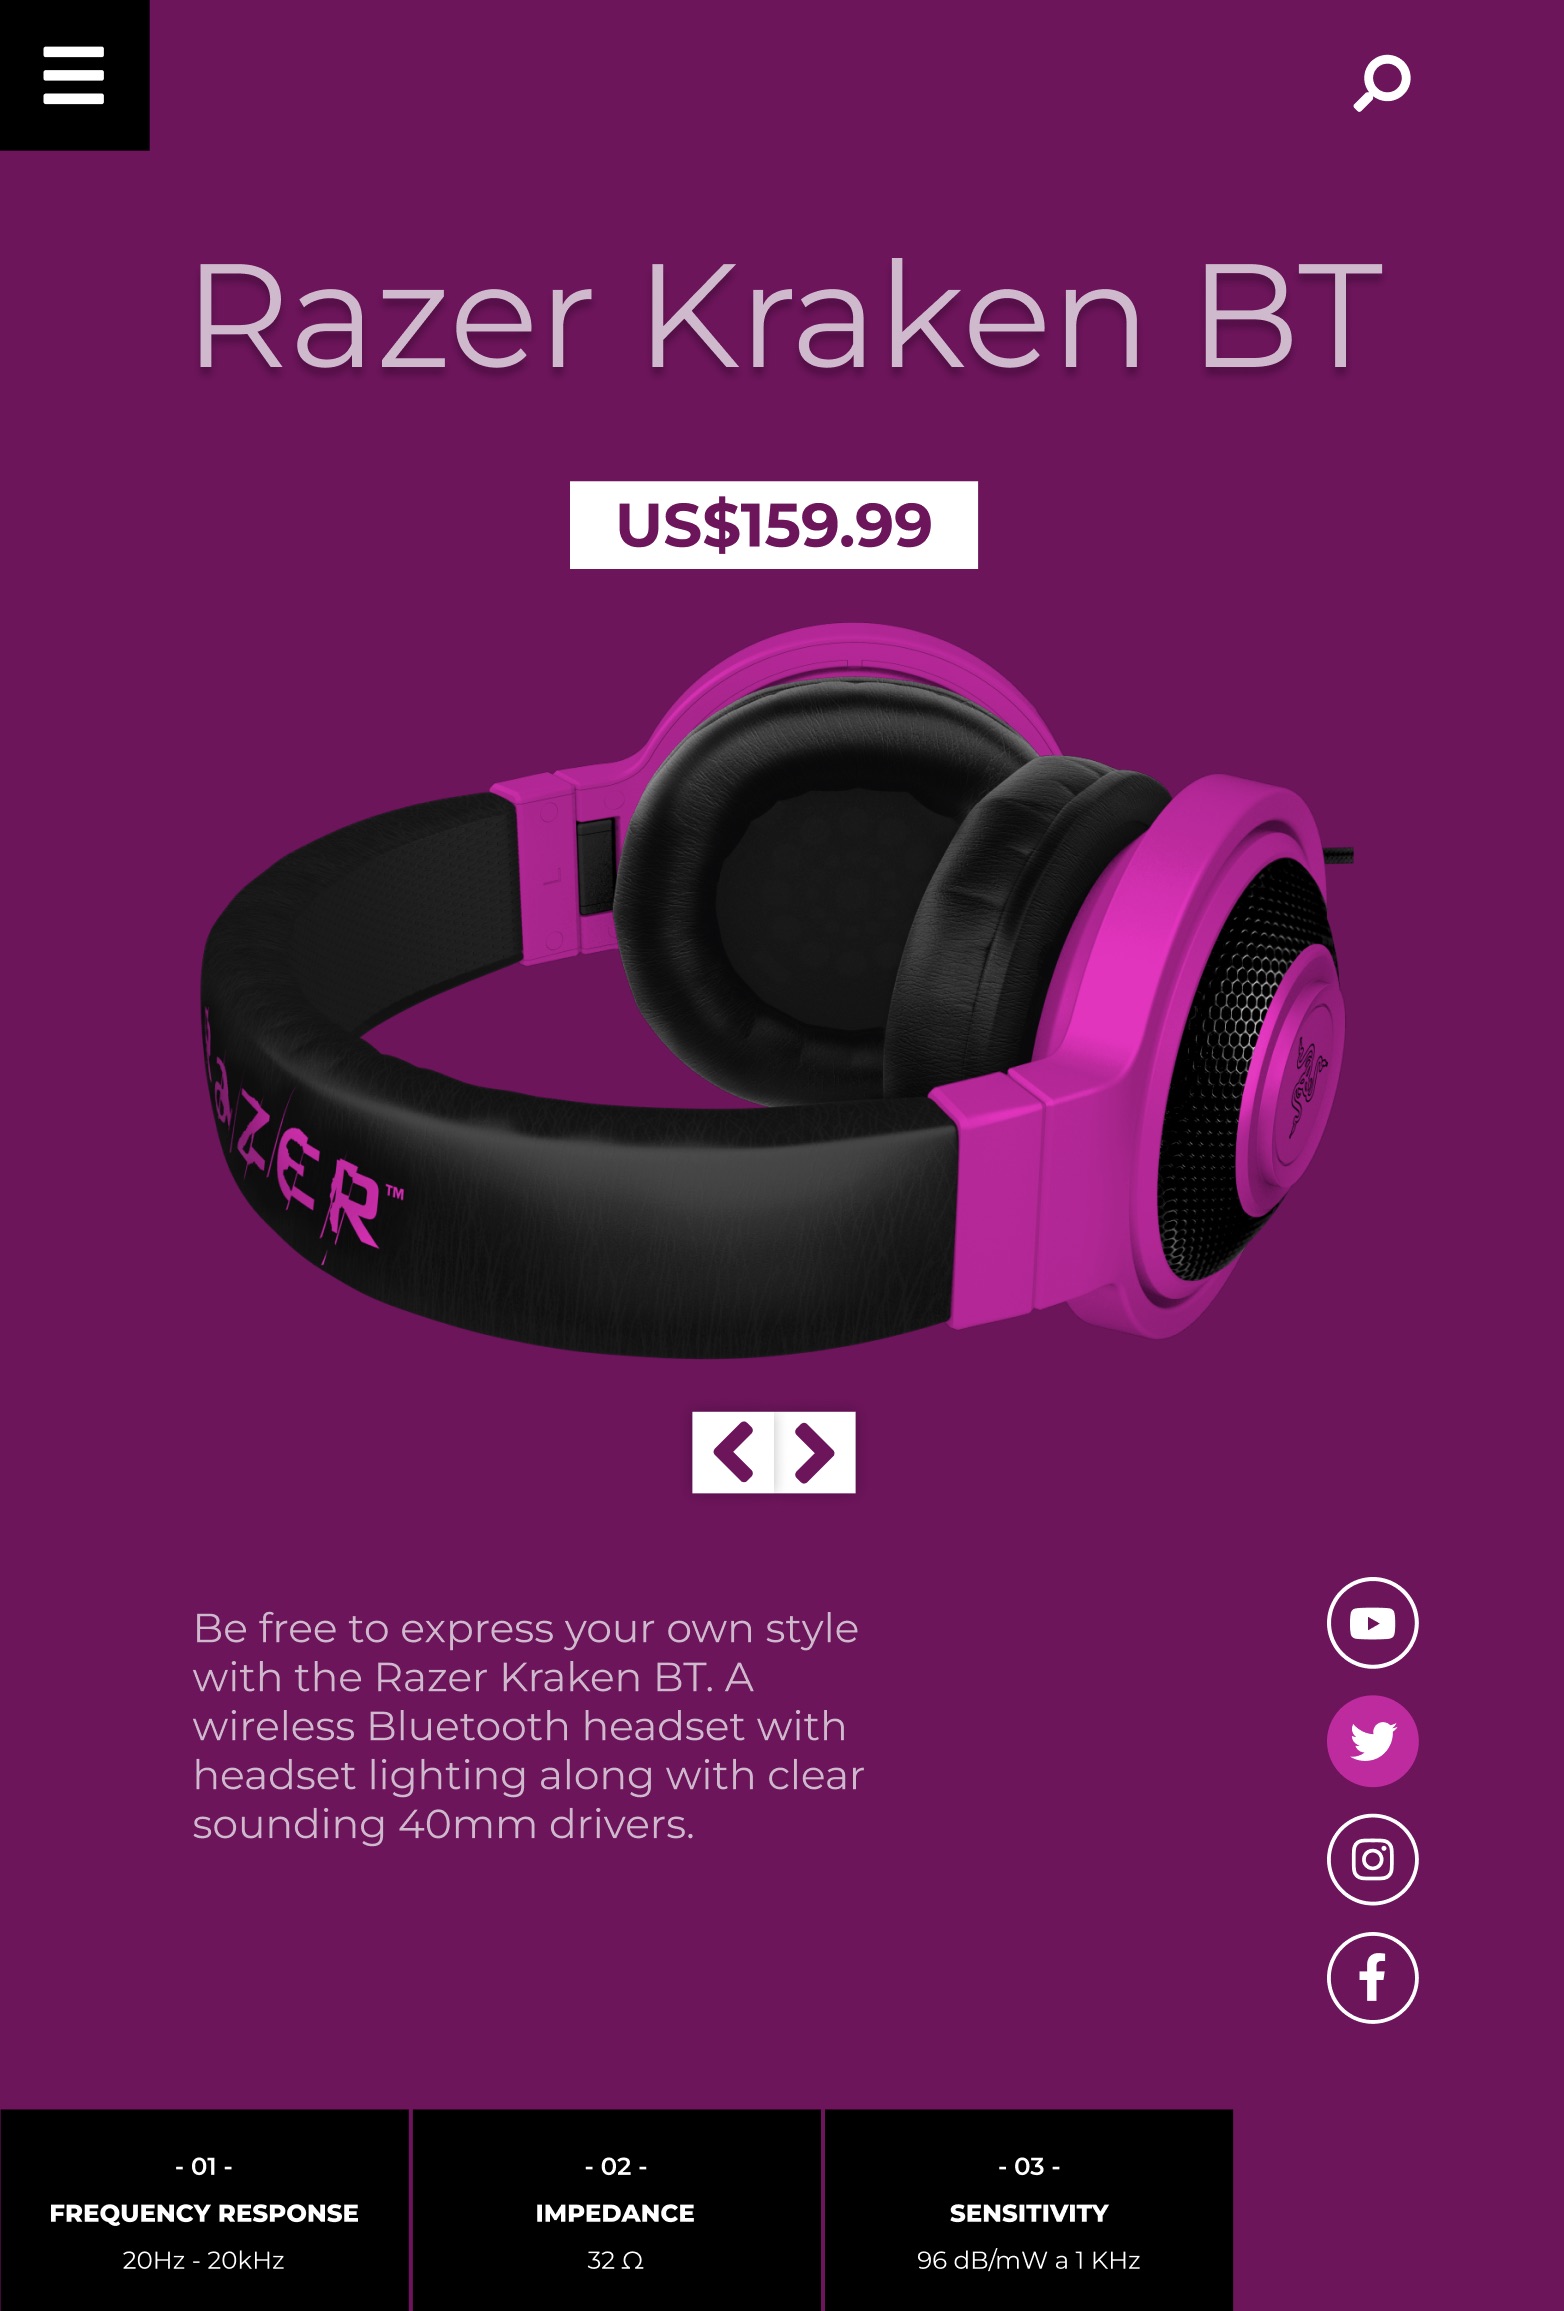 Razer Kraken BT
US$159.99
L
RaZER™
Be free to express your own style
with the Razer Kraken BT. A
wireless Bluetooth headset with
headset lighting along with clear
sounding 40mm drivers.
- 01 -
FREQUENCY RESPONSE
20Hz - 20kHz
- 02 -
IMPEDANCE
32 Ω
- 03 -
SENSITIVITY
96 dB/mW a 1 KHz